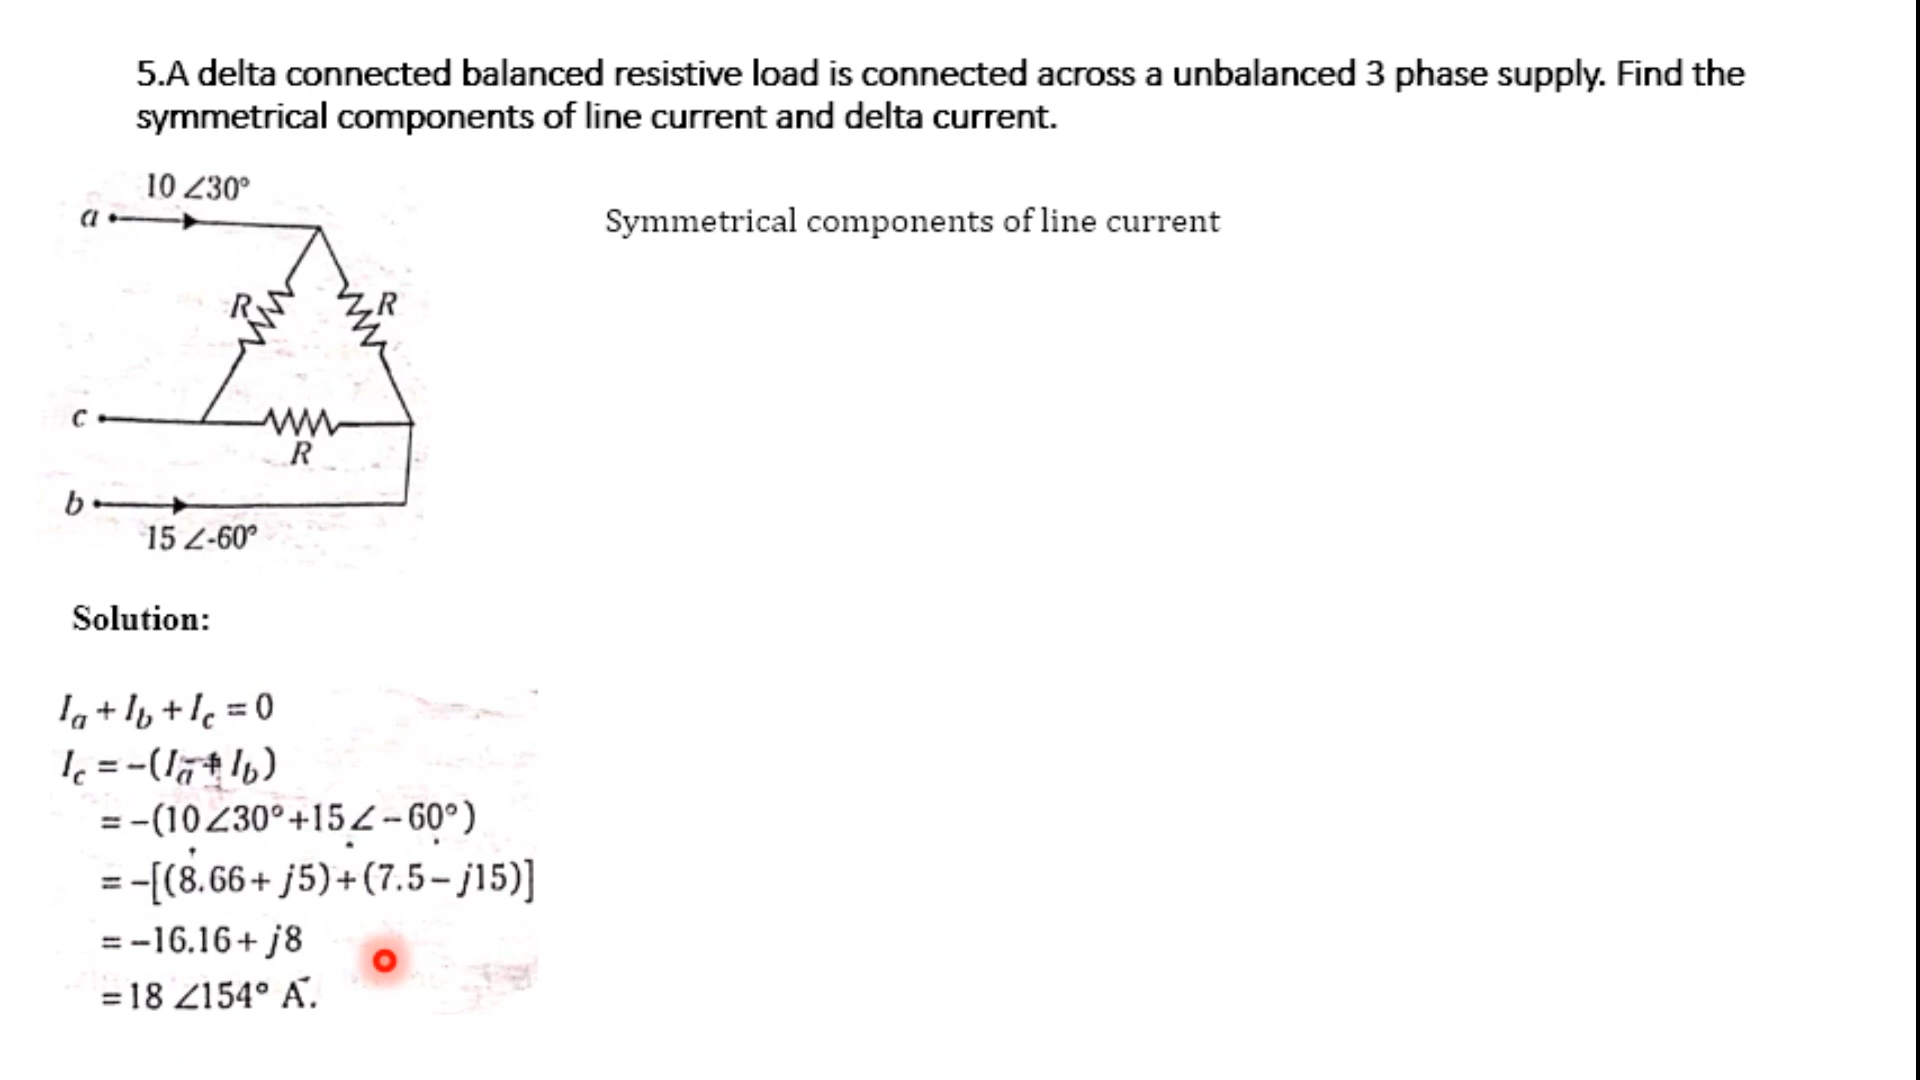 5.A delta connected balanced resistive load is connected across a unbalanced 3 phase supply. Find the
symmetrical components of line current and delta current.
10 ∠30°
a
Symmetrical components of line current
R
R
c
R
b
15 ∠-60°
Solution:
Iₐ + I_b + I_c = 0
I_c = −(Iₐ + I_b)
= −(10∠30°+15∠−60°)
= −[(8.66+ j5)+(7.5− j15)]
= −16.16+ j8
= 18 ∠154° A.